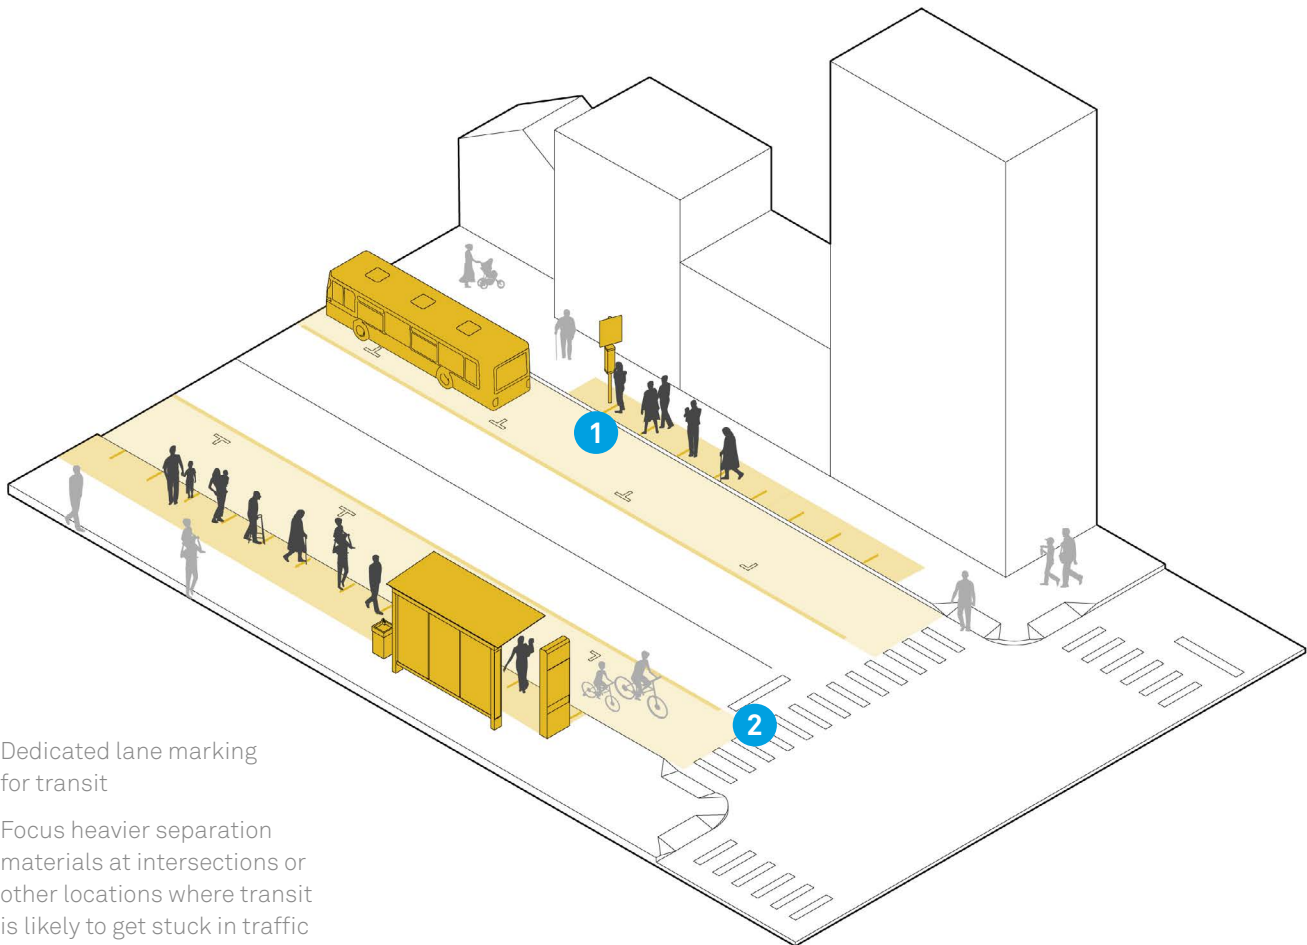 1
2
Dedicated lane marking
for transit
Focus heavier separation
materials at intersections or
other locations where transit
is likely to get stuck in traffic